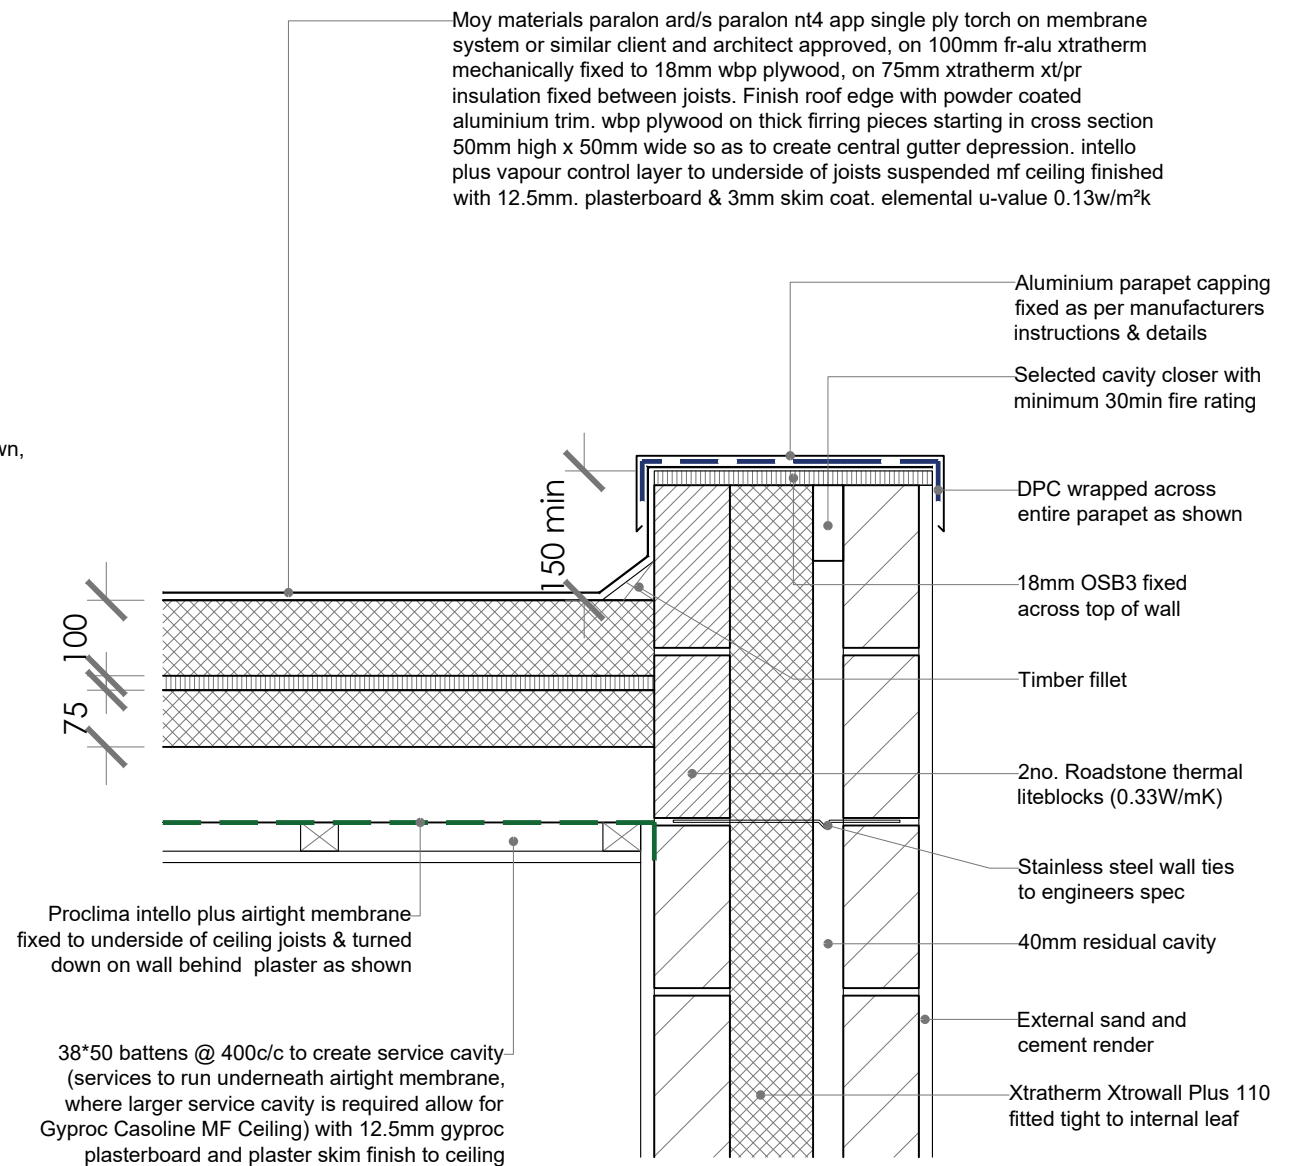 Moy materials paralon ard/s paralon nt4 app single ply torch on membrane
system or similar client and architect approved, on 100mm fr-alu xtratherm
mechanically fixed to 18mm wbp plywood, on 75mm xtratherm xt/pr
insulation fixed between joists. Finish roof edge with powder coated
aluminium trim. wbp plywood on thick firring pieces starting in cross section
50mm high x 50mm wide so as to create central gutter depression. intello
plus vapour control layer to underside of joists suspended mf ceiling finished
with 12.5mm. plasterboard & 3mm skim coat. elemental u-value 0.13w/m²k
Aluminium parapet capping
fixed as per manufacturers
instructions & details
Selected cavity closer with
minimum 30min fire rating
wn,
DPC wrapped across
entire parapet as shown
150 min
18mm OSB3 fixed
across top of wall
100
Timber fillet
75
2no. Roadstone thermal
liteblocks (0.33W/mK)
Stainless steel wall ties
to engineers spec
40mm residual cavity
Proclima intello plus airtight membrane
fixed to underside of ceiling joists & turned
down on wall behind plaster as shown
External sand and
cement render
38*50 battens @ 400c/c to create service cavity
(services to run underneath airtight membrane,
where larger service cavity is required allow for
Gyproc Casoline MF Ceiling) with 12.5mm gyproc
plasterboard and plaster skim finish to ceiling
Xtratherm Xtrowall Plus 110
fitted tight to internal leaf